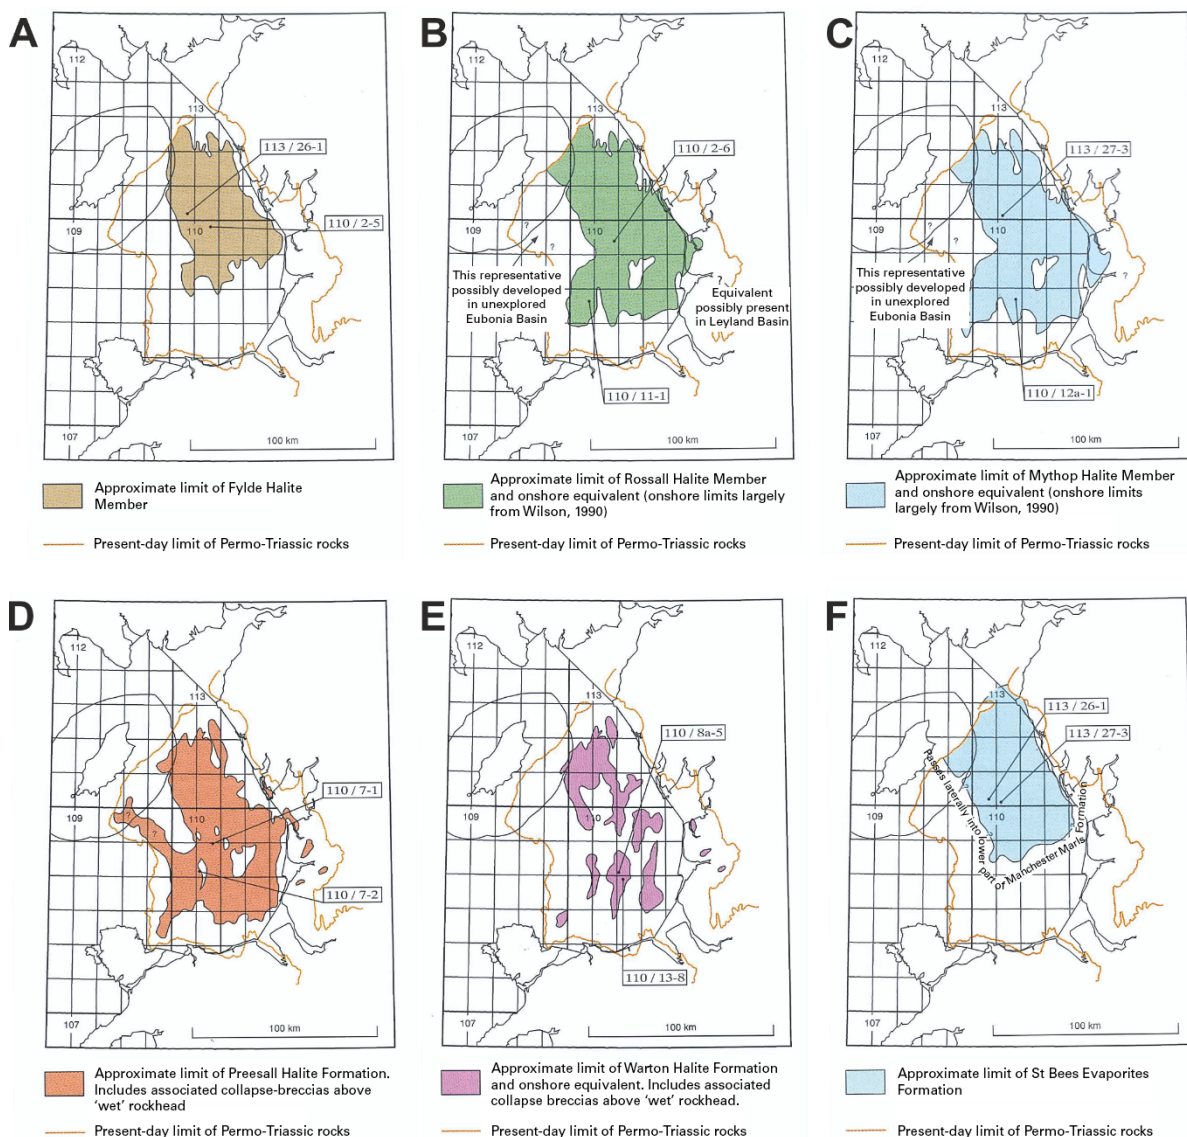 A
112
113
113 / 26-1
110 / 2-5
109
110
107
100 km
Approximate limit of Fylde Halite
Member
Present-day limit of Permo-Triassic rocks
B
112
113
110 / 2-6
109
?
?
110
This representative
possibly developed
in unexplored
Eubonia Basin
?
Equivalent
possibly present
in Leyland Basin
110 / 11-1
107
100 km
Approximate limit of Rossall Halite Member
and onshore equivalent (onshore limits largely
from Wilson, 1990)
Present-day limit of Permo-Triassic rocks
C
112
113
113 / 27-3
109
?
?
110
This representative
possibly developed
in unexplored
Eubonia Basin
?
110 / 12a-1
107
100 km
Approximate limit of Mythop Halite Member
and onshore equivalent (onshore limits
largely from Wilson, 1990)
Present-day limit of Permo-Triassic rocks
D
112
113
110 / 7-1
109
?
?
110
110 / 7-2
107
100 km
Approximate limit of Preesall Halite Formation.
Includes associated collapse-breccias above
‘wet’ rockhead
Present-day limit of Permo-Triassic rocks
E
112
113
110 / 8a-5
109
110
110 / 13-8
107
100 km
Approximate limit of Warton Halite Formation
and onshore equivalent. Includes associated
collapse breccias above ‘wet’ rockhead.
Present-day limit of Permo-Triassic rocks
F
112
113
113 / 26-1
113 / 27-3
109
110
Passes laterally into lower part of Manchester Marls Formation
107
100 km
Approximate limit of St Bees Evaporites
Formation
Present-day limit of Permo-Triassic rocks